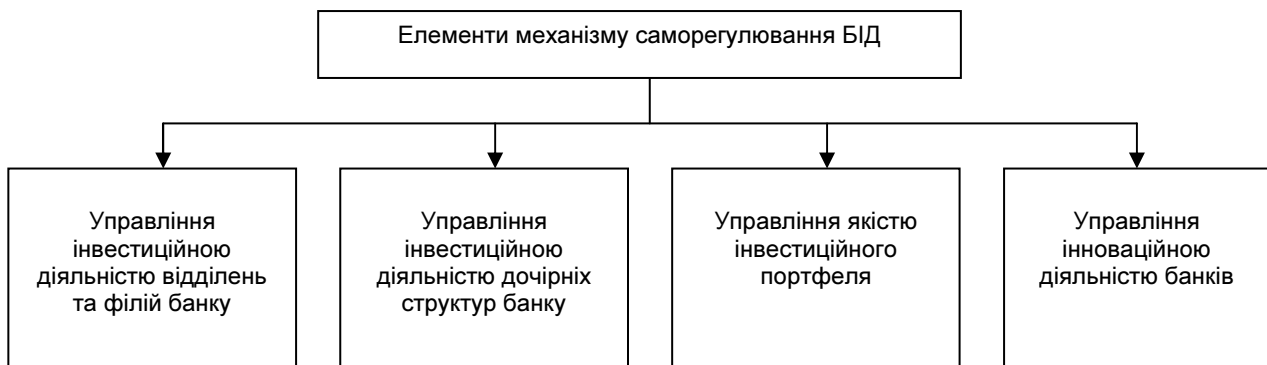 Елементи механізму саморегулювання БІД
Управління
інвестиційною
діяльністю відділень
та філій банку
Управління
інвестиційною
діяльністю дочірніх
структур банку
Управління якістю
інвестиційного
портфеля
Управління
інноваційною
діяльністю банків